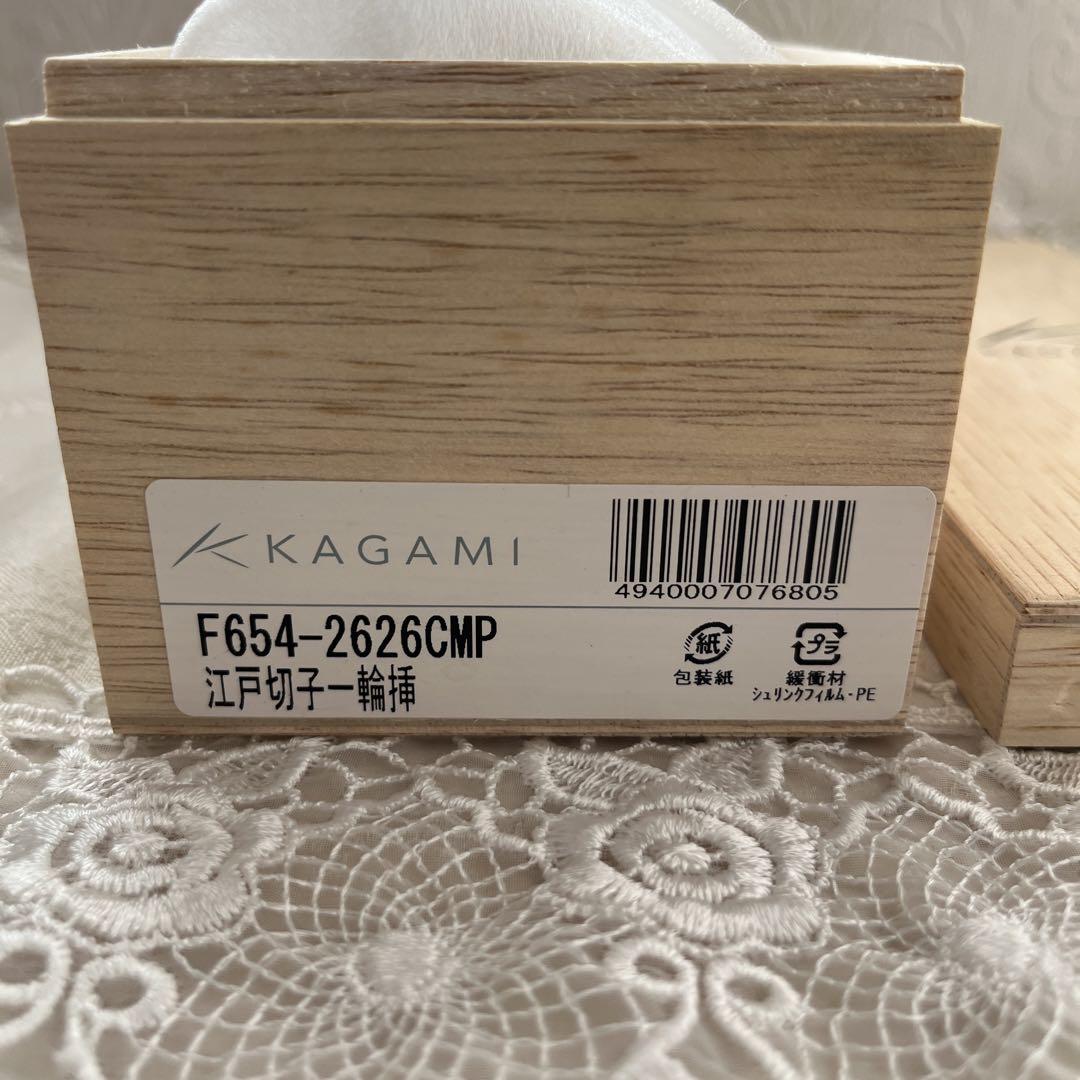 KAGAMI
4940007076805
F654-2626CMP
江戸切子一輪挿
紙
包装紙
プラ
緩衝材
シュリンクフィルム-PE